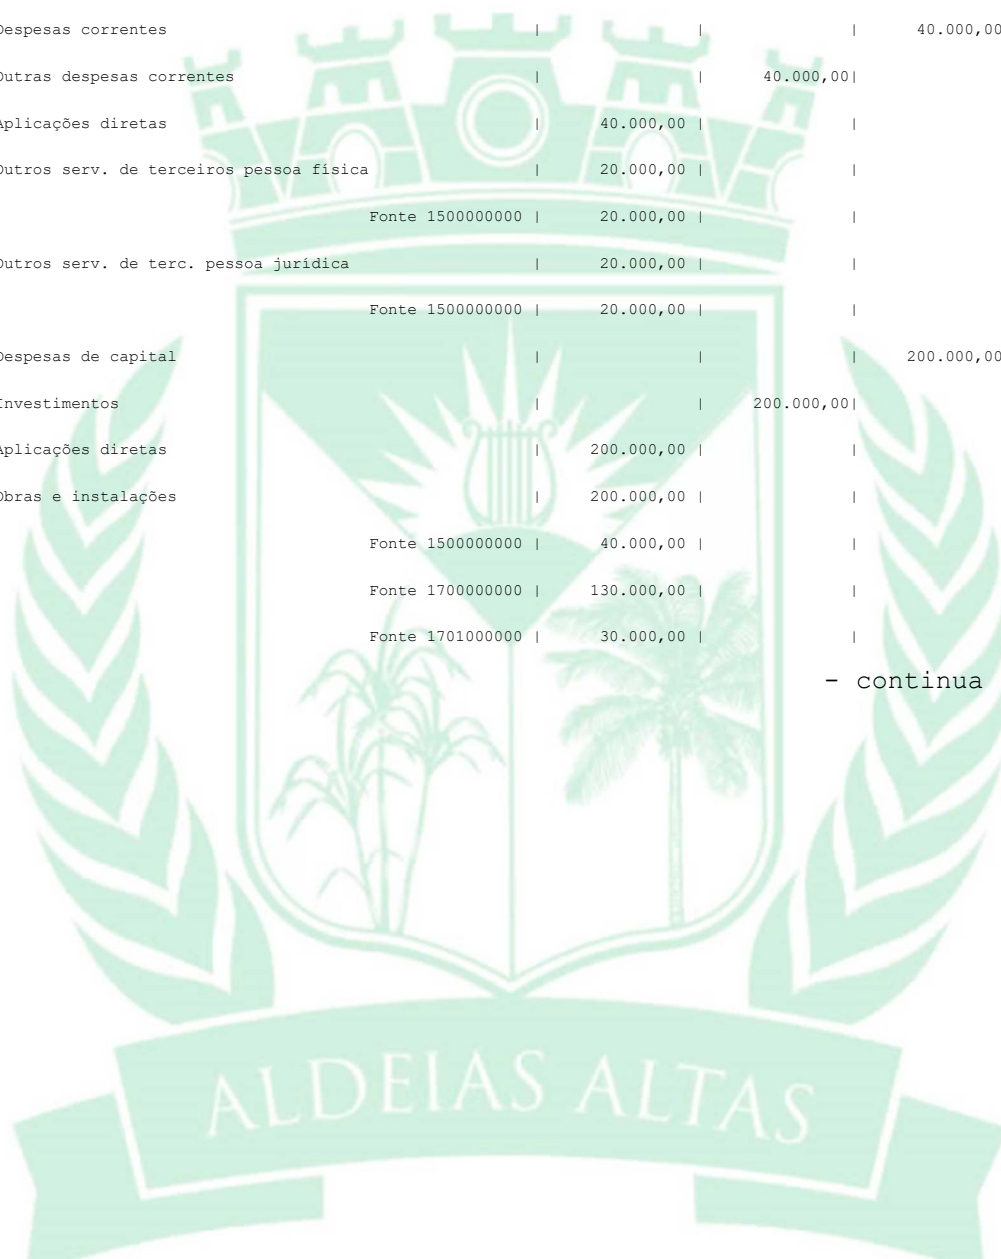 Despesas correntes | | | 40.000,00
Outras despesas correntes | | 40.000,00|
Aplicações diretas | 40.000,00 | |
Outros serv. de terceiros pessoa física | 20.000,00 | |
Fonte 1500000000 | 20.000,00 | |
Outros serv. de terc. pessoa jurídica | 20.000,00 | |
Fonte 1500000000 | 20.000,00 | |
Despesas de capital | | | 200.000,00
Investimentos | | 200.000,00|
Aplicações diretas | 200.000,00 | |
Obras e instalações | 200.000,00 | |
Fonte 1500000000 | 40.000,00 | |
Fonte 1700000000 | 130.000,00 | |
Fonte 1701000000 | 30.000,00 | |
- continua
ALDEIAS ALTAS